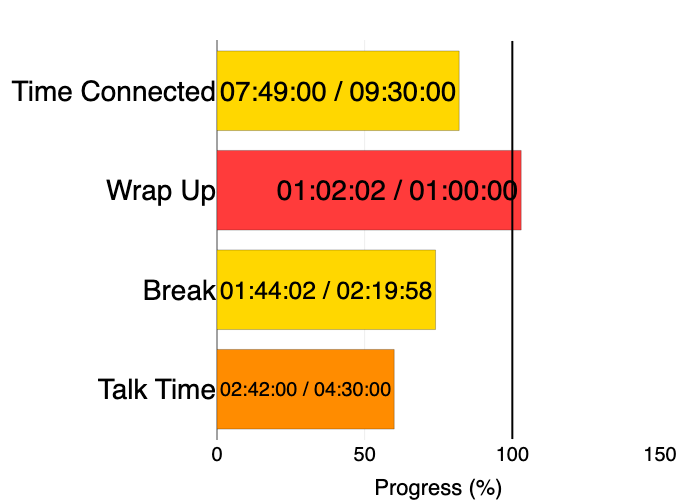 Time Connected 07:49:00 / 09:30:00
Wrap Up 01:02:02 / 01:00:00
Break 01:44:02 / 02:19:58
Talk Time 02:42:00 / 04:30:00
0 50 100 150
Progress (%)